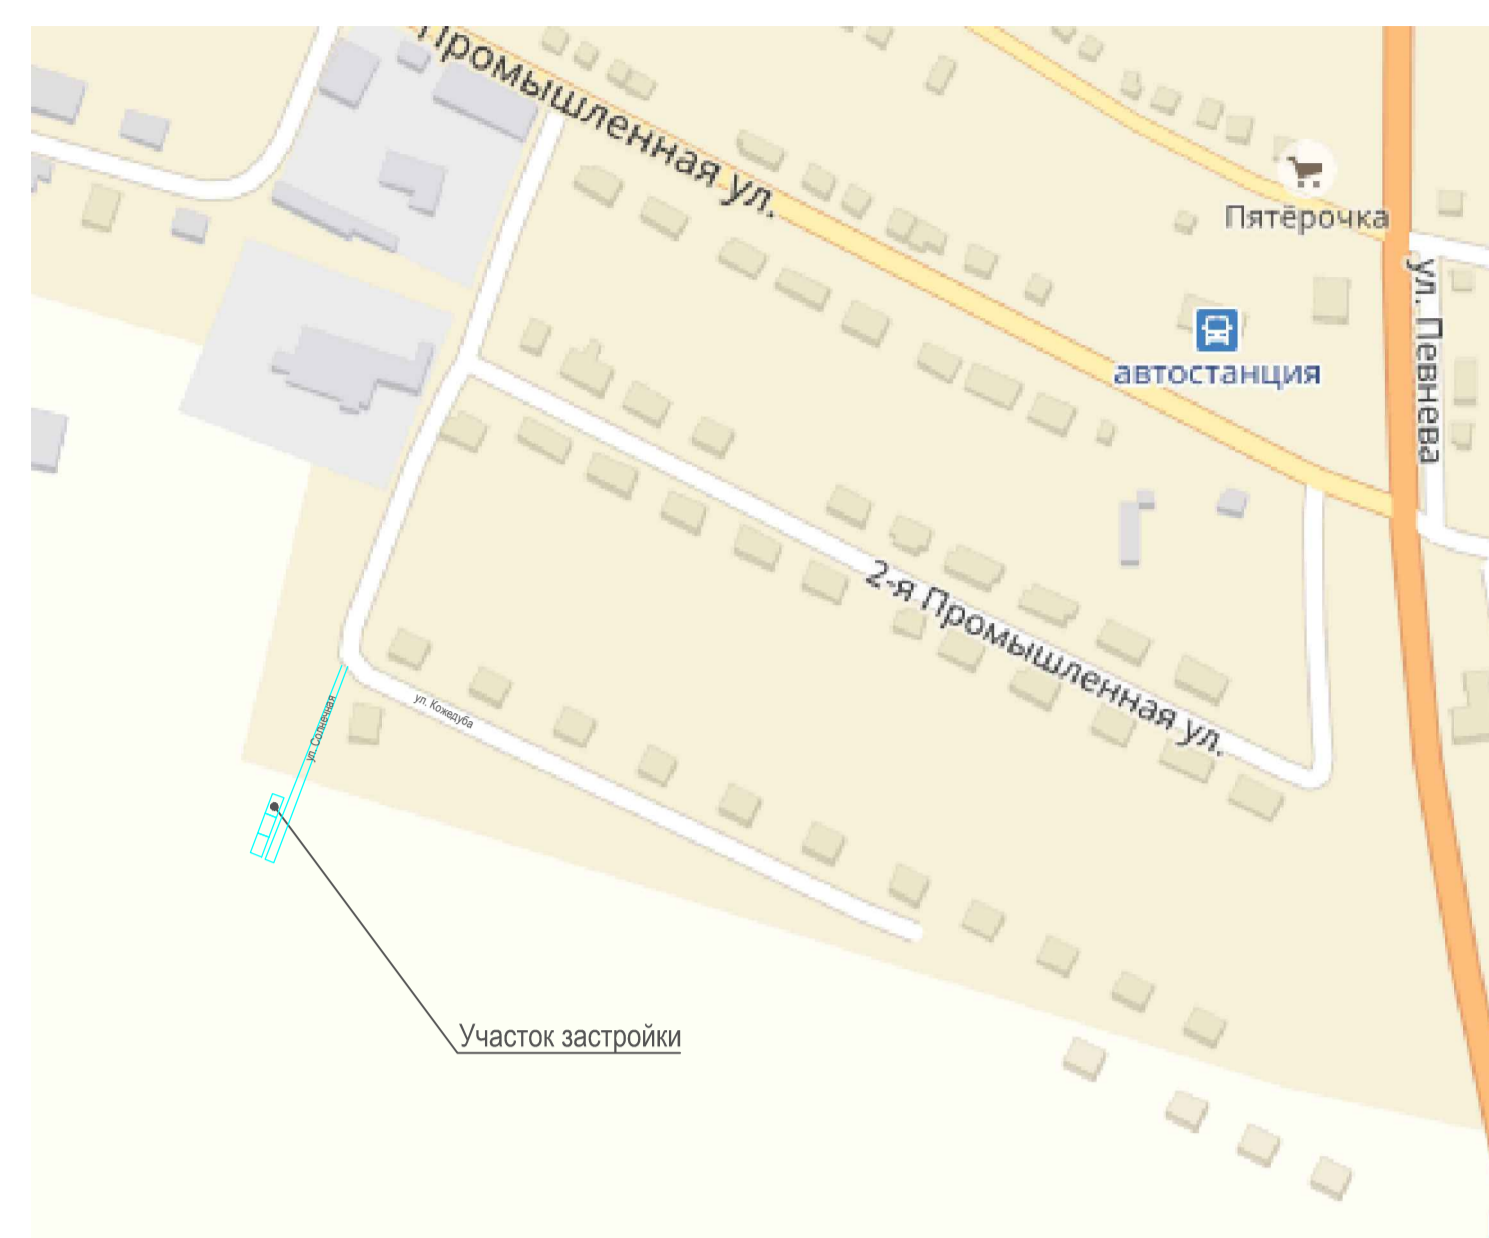 Промышленная ул.
Пятёрочка
ул. Певнева
автостанция
2-я Промышленная ул.
ул. Солнечная
ул. Кожедуба
Участок застройки